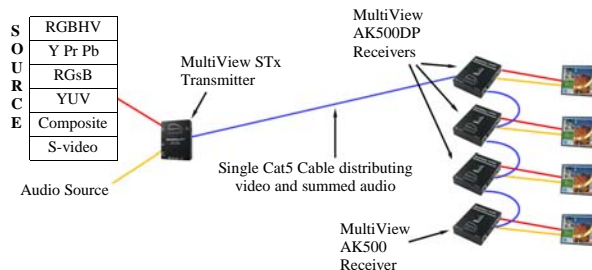 SOURCE
RGBHV
Y Pr Pb
RGsB
YUV
Composite
S-video
Audio Source
MultiView STx
Transmitter
Single Cat5 Cable distributing
video and summed audio
MultiView
AK500DP
Receivers
MultiView
AK500
Receiver